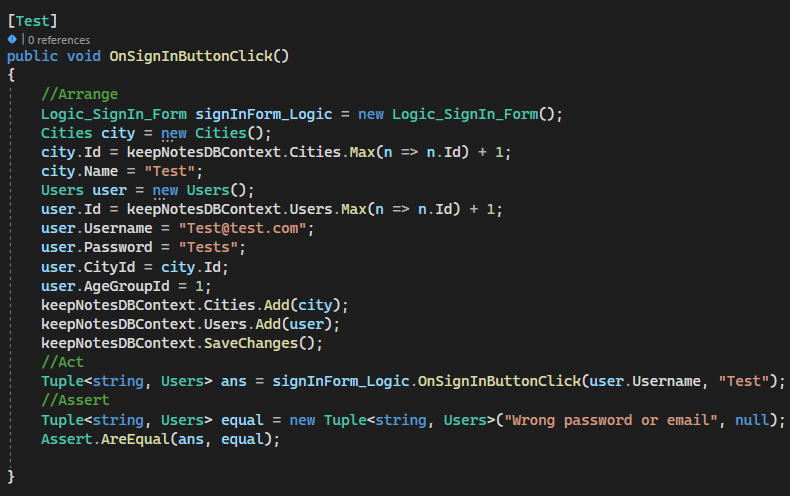 [Test]
| 0 references
public void OnSignInButtonClick()
{
//Arrange
Logic_SignIn_Form signInForm_Logic = new Logic_SignIn_Form();
Cities city = new Cities();
city.Id = keepNotesDBContext.Cities.Max(n => n.Id) + 1;
city.Name = "Test";
Users user = new Users();
user.Id = keepNotesDBContext.Users.Max(n => n.Id) + 1;
user.Username = "Test@test.com";
user.Password = "Tests";
user.CityId = city.Id;
user.AgeGroupId = 1;
keepNotesDBContext.Cities.Add(city);
keepNotesDBContext.Users.Add(user);
keepNotesDBContext.SaveChanges();
//Act
Tuple<string, Users> ans = signInForm_Logic.OnSignInButtonClick(user.Username, "Test");
//Assert
Tuple<string, Users> equal = new Tuple<string, Users>("Wrong password or email", null);
Assert.AreEqual(ans, equal);
}